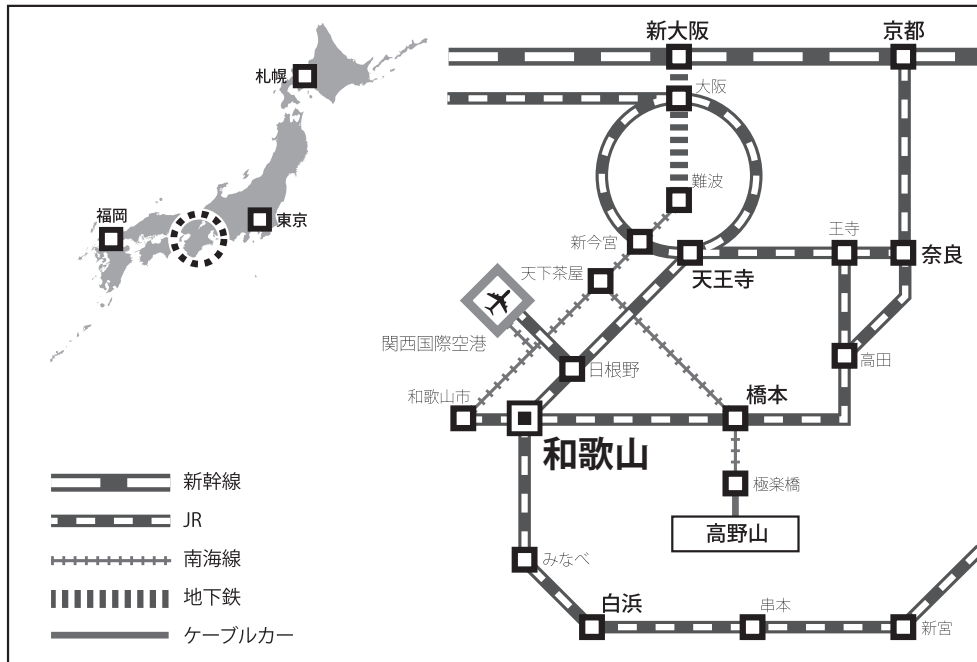 札幌
福岡
東京
新大阪
京都
大阪
難波
新今宮
王寺
奈良
天下茶屋
天王寺
関西国際空港
日根野
高田
和歌山市
橋本
和歌山
極楽橋
高野山
みなべ
白浜
串本
新宮
新幹線
JR
南海線
地下鉄
ケーブルカー